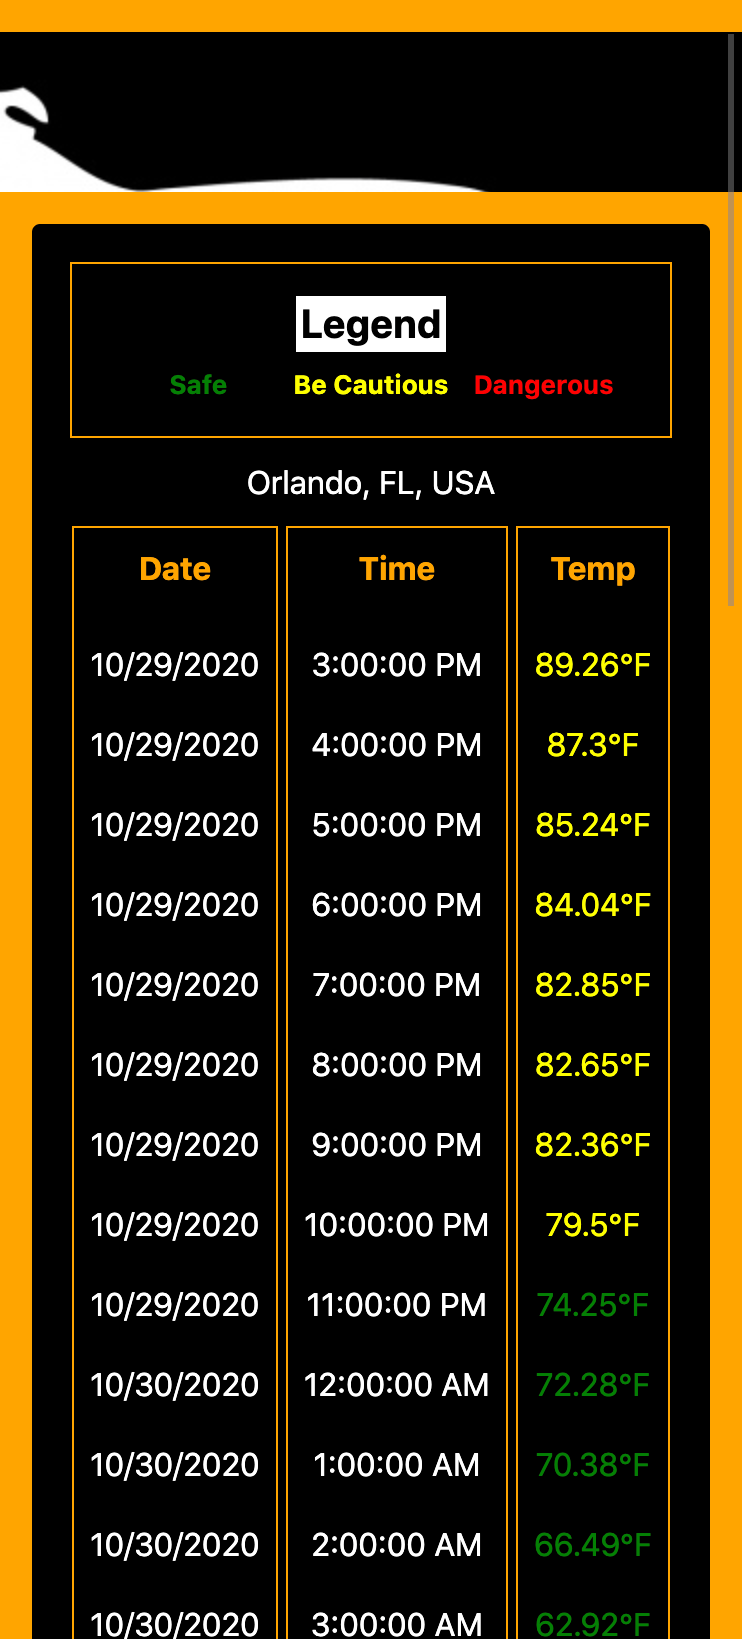 Legend
Safe Be Cautious Dangerous
Orlando, FL, USA
Date Time Temp
10/29/2020 3:00:00 PM 89.26°F
10/29/2020 4:00:00 PM 87.3°F
10/29/2020 5:00:00 PM 85.24°F
10/29/2020 6:00:00 PM 84.04°F
10/29/2020 7:00:00 PM 82.85°F
10/29/2020 8:00:00 PM 82.65°F
10/29/2020 9:00:00 PM 82.36°F
10/29/2020 10:00:00 PM 79.5°F
10/29/2020 11:00:00 PM 74.25°F
10/30/2020 12:00:00 AM 72.28°F
10/30/2020 1:00:00 AM 70.38°F
10/30/2020 2:00:00 AM 66.49°F
10/30/2020 3:00:00 AM 62.92°F